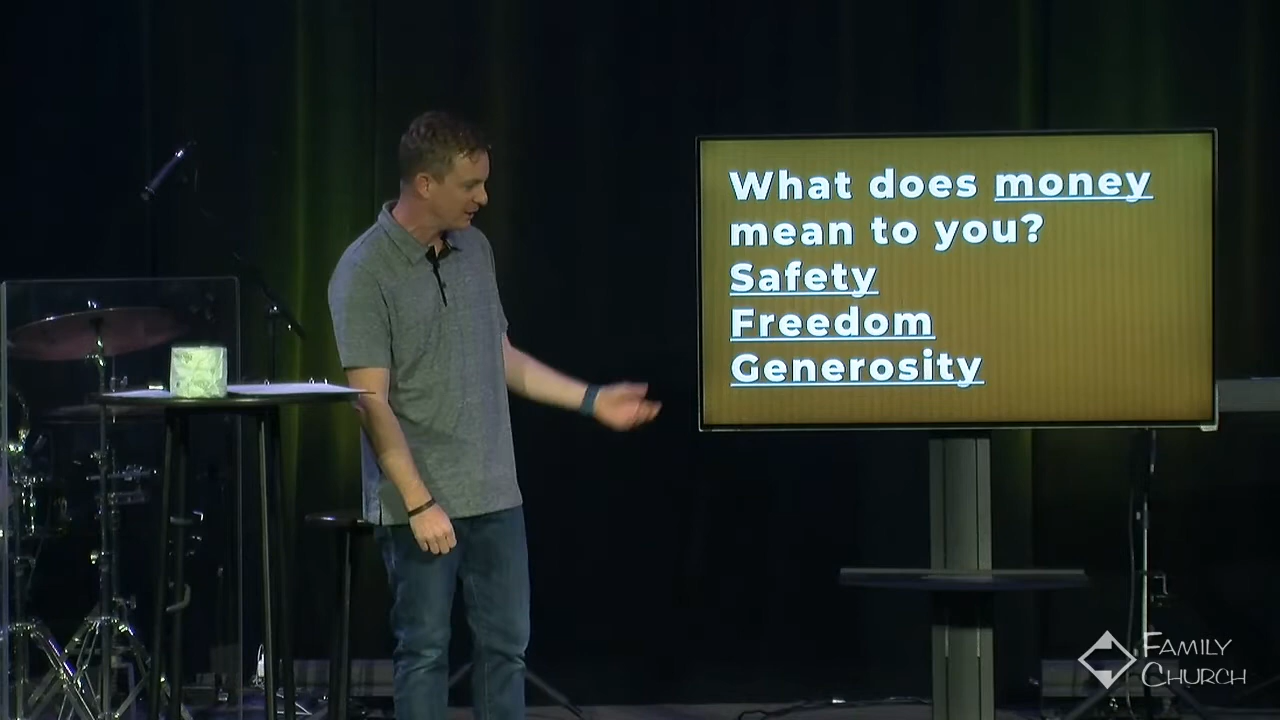 What does money
mean to you?
Safety
Freedom
Generosity
FAMILY
CHURCH